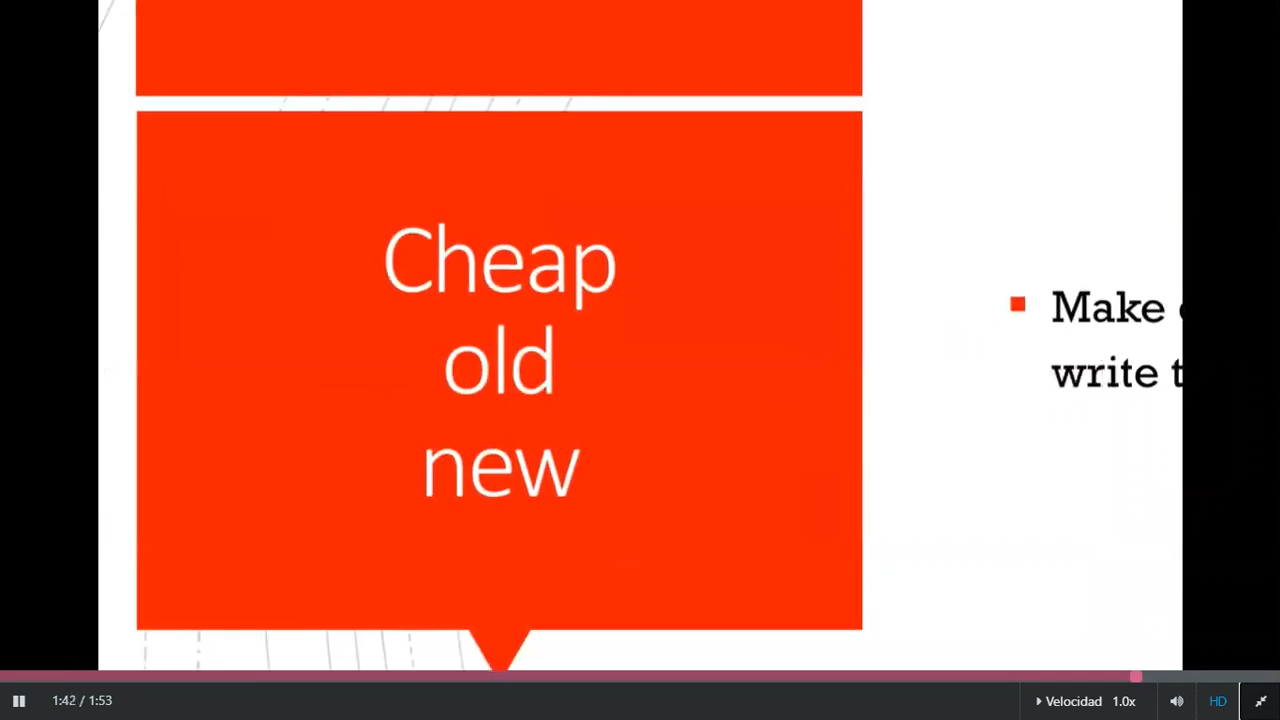 Cheap
old
new
Make
write
1:42 / 1:53
Velocidad 1.0x
HD